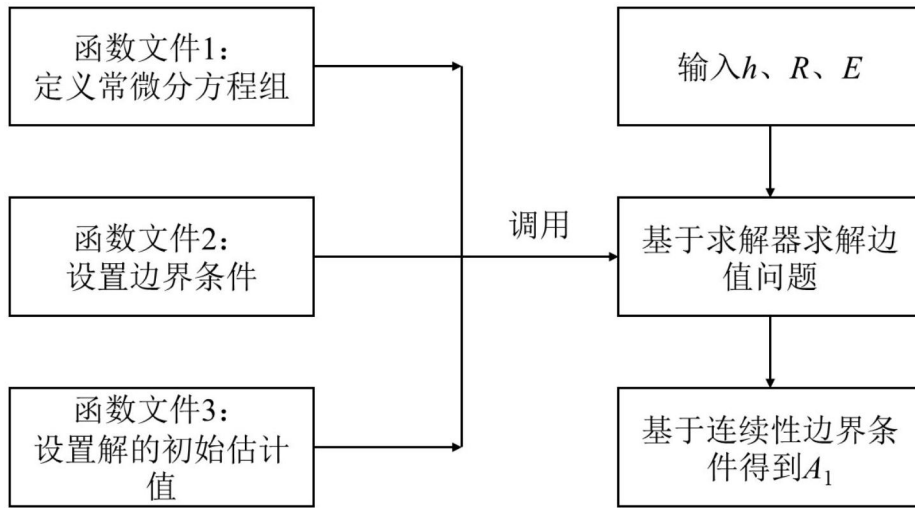 函数文件1：
定义常微分方程组
输入h、R、E
函数文件2：
设置边界条件
调用
基于求解器求解边
值问题
函数文件3：
设置解的初始估计
值
基于连续性边界条
件得到A₁